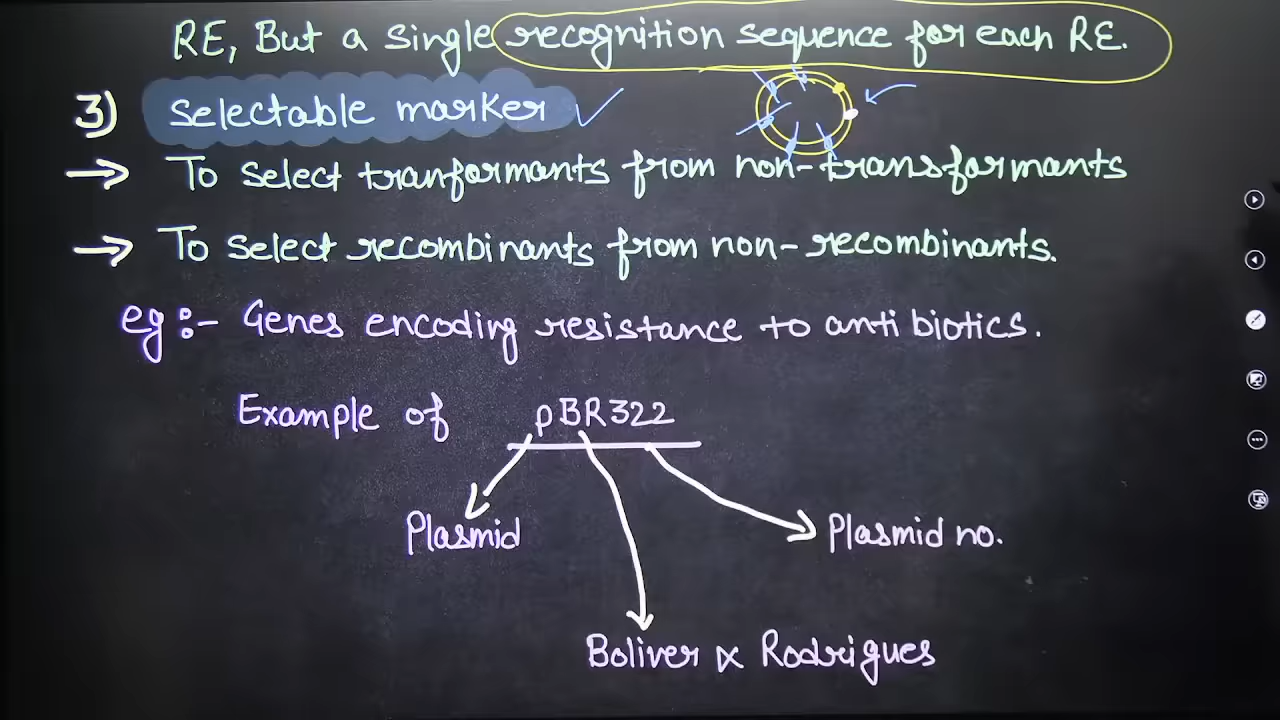 RE, But a single recognition sequence for each RE.
3) selectable marker
→ To select tranformants from non-transformants
→ To select recombinants from non-recombinants.
eg:- Genes encoding resistance to antibiotics.
Example of pBR322
Plasmid
Plasmid no.
Boliver & Rodrigues